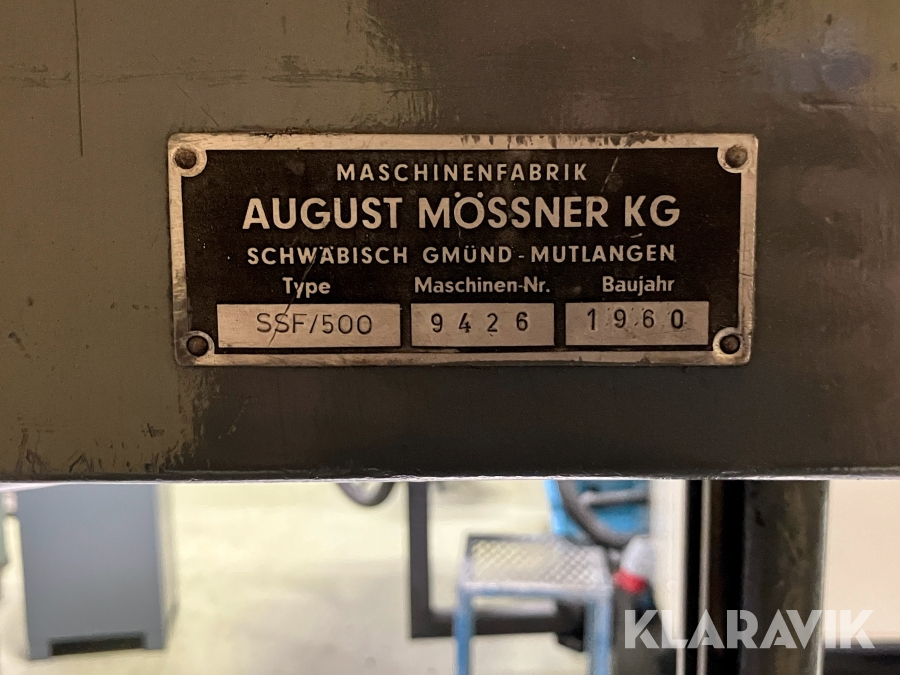 MASCHINENFABRIK
AUGUST MÖSSNER KG
SCHWÄBISCH GMÜND - MUTLANGEN
Type Maschinen-Nr. Baujahr
SSF/500 9426 1960
KLARAVIK